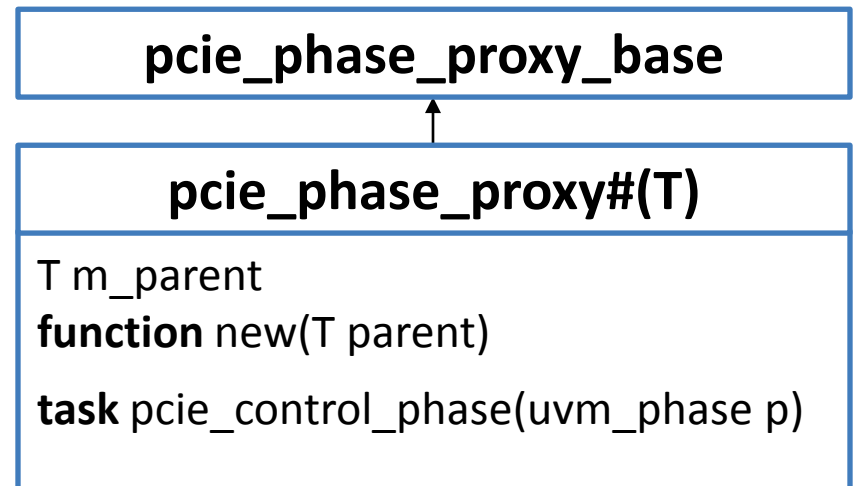 pcie_phase_proxy_base
pcie_phase_proxy#(T)
T m_parent
function new(T parent)
task pcie_control_phase(uvm_phase p)